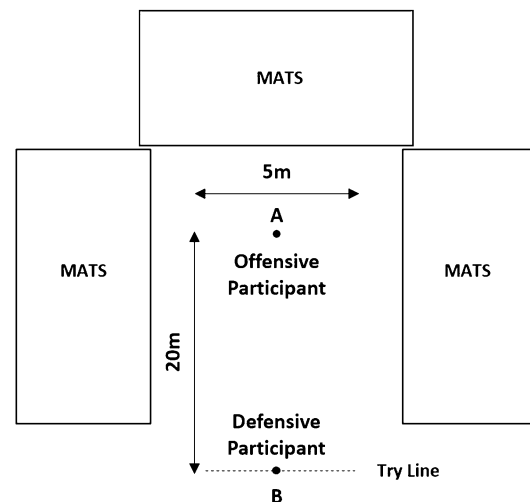 MATS
5m
A
Offensive
Participant
MATS
MATS
20m
Defensive
Participant
Try Line
B